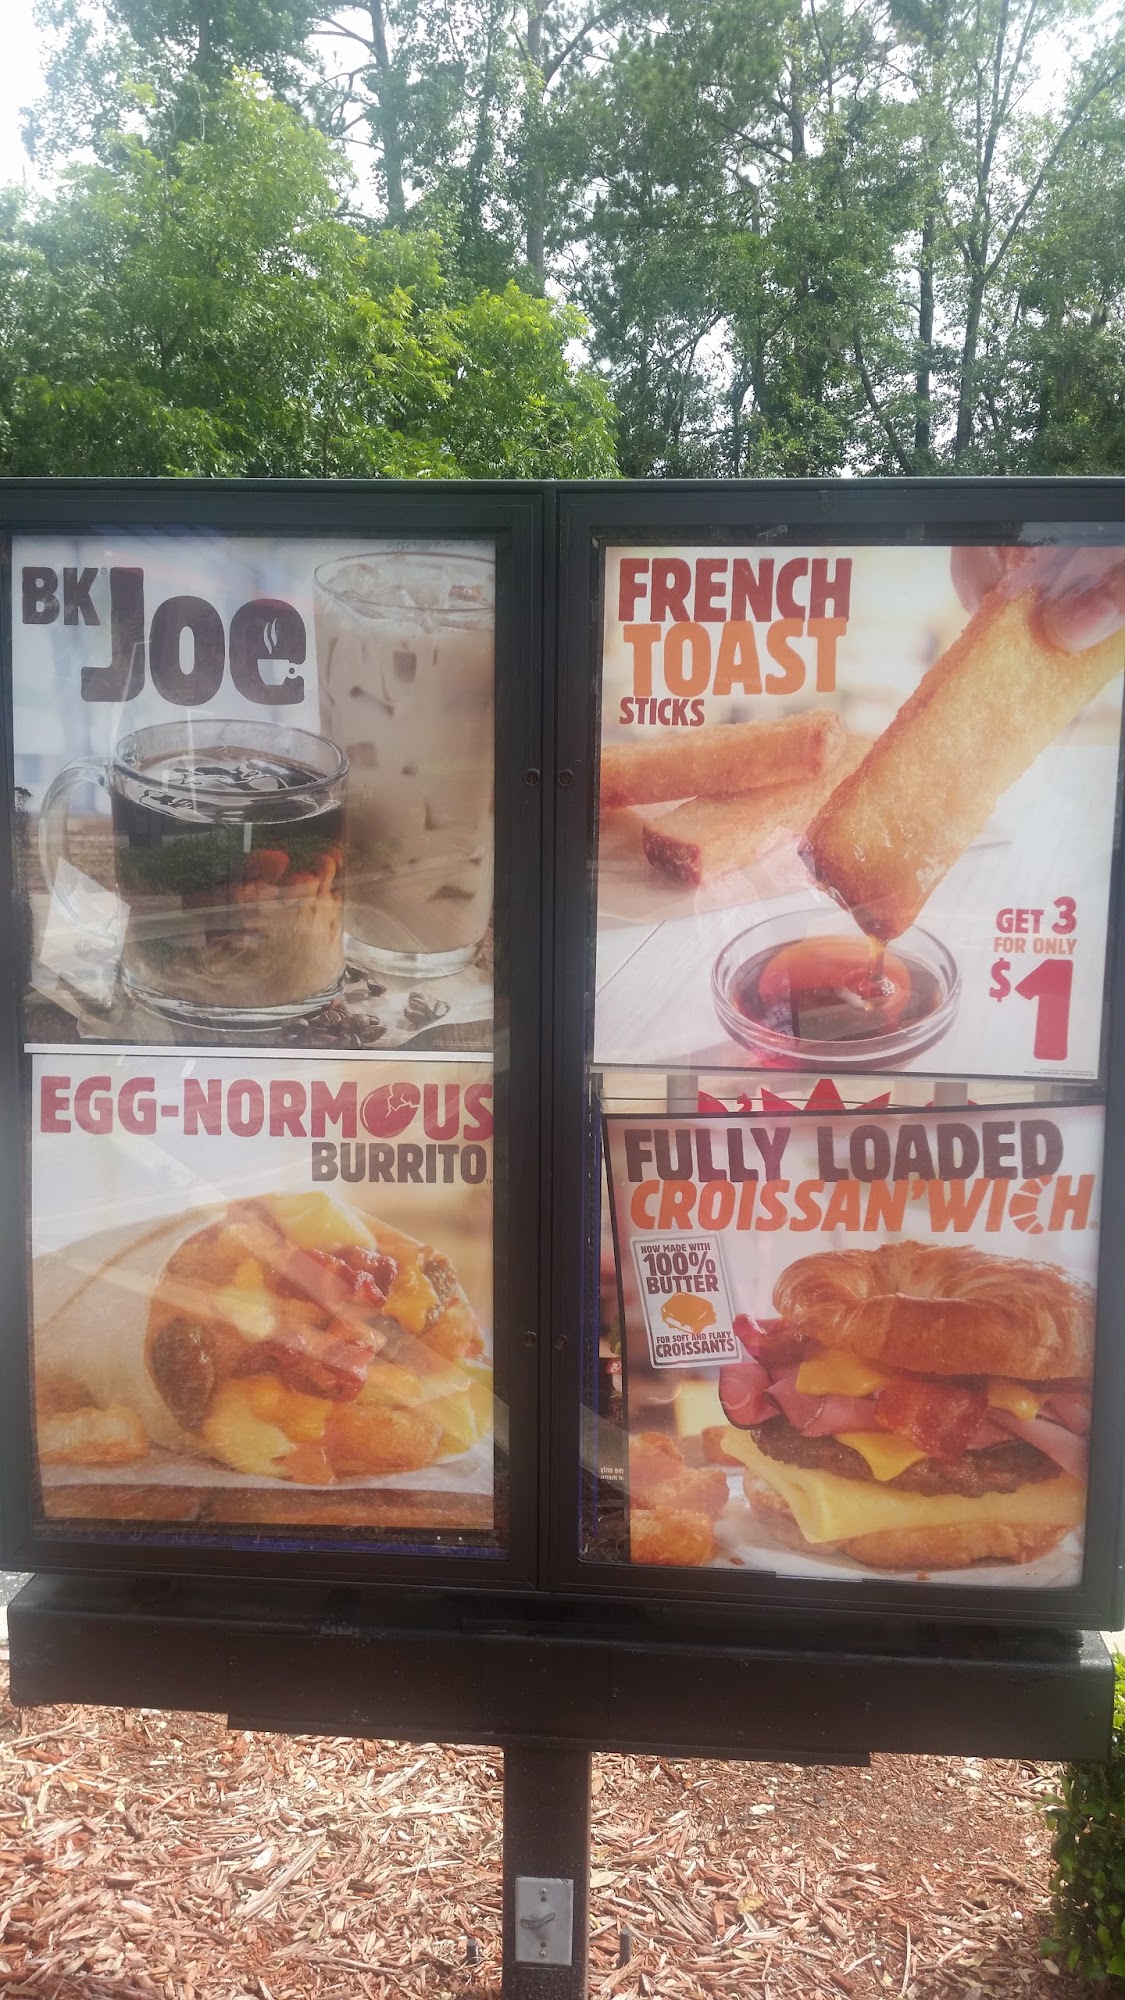 BK® Joe
EGG-NORMOUS
BURRITO
FRENCH
TOAST
STICKS
GET 3
FOR ONLY
$1
FULLY LOADED
CROISSAN'WICH
NOW MADE WITH
100%
BUTTER
FOR SOFT AND FLAKY
CROISSANTS